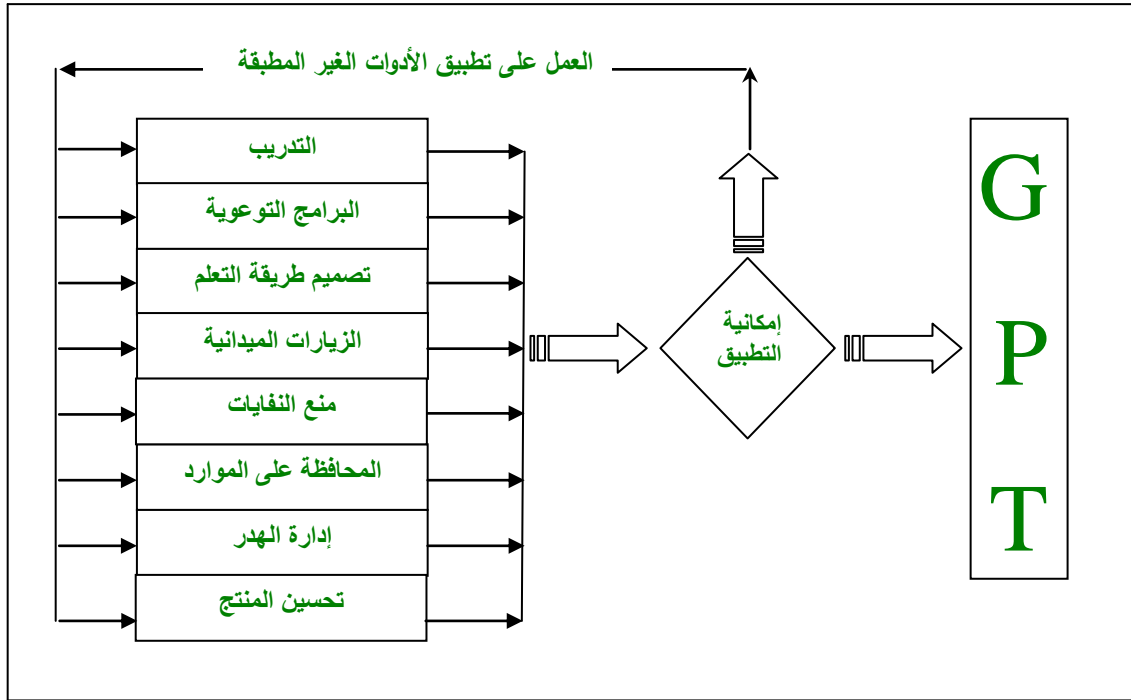 العمل على تطبيق الأدوات الغير المطبقة
التدريب
البرامج التوعوية
تصميم طريقة التعلم
الزيارات الميدانية
منع النفايات
المحافظة على الموارد
إدارة الهدر
تحسين المنتج
إمكانية
التطبيق
G
P
T